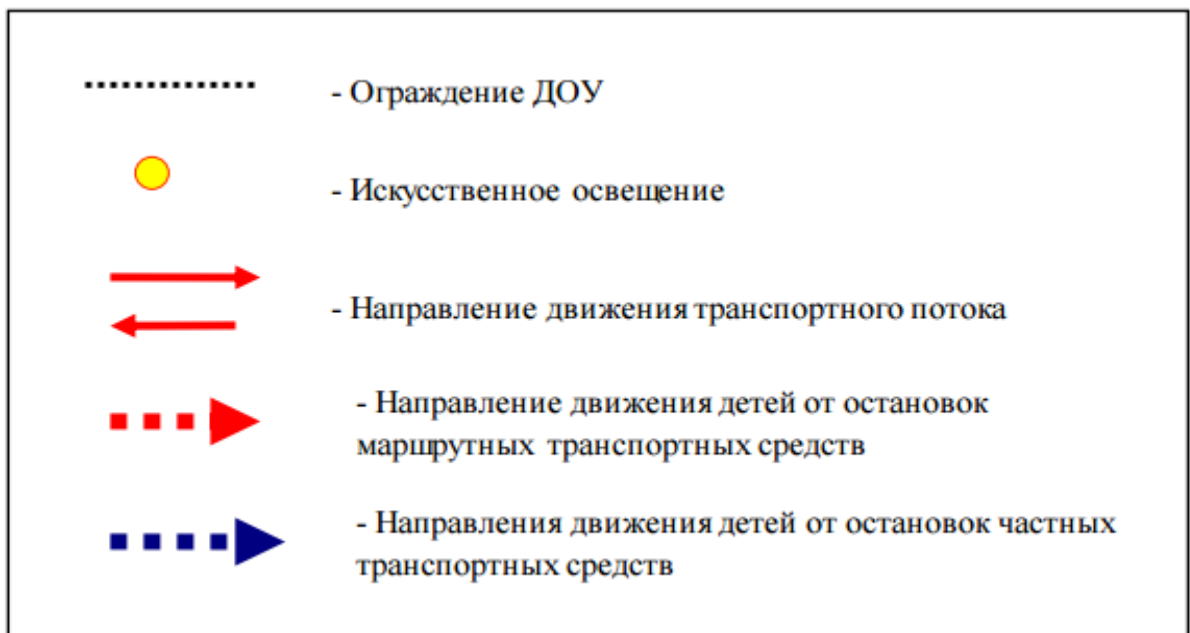 - Ограждение ДОУ
- Искусственное освещение
- Направление движения транспортного потока
- Направление движения детей от остановок
маршрутных транспортных средств
- Направления движения детей от остановок частных
транспортных средств